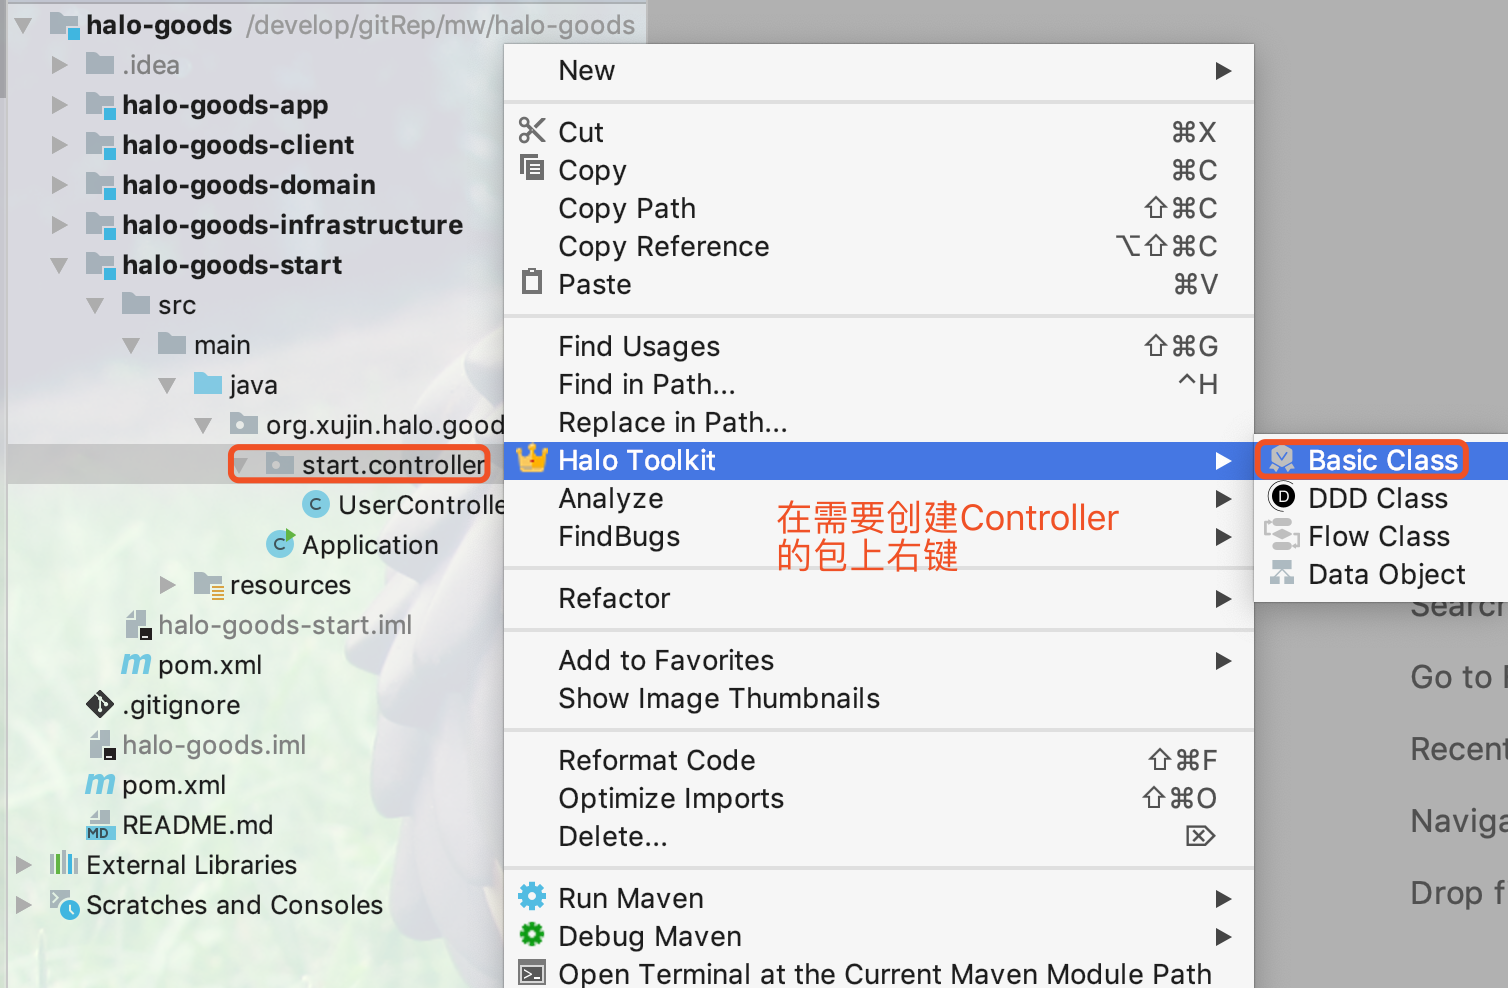 halo-goods /develop/gitRep/mw/halo-goods
.idea
halo-goods-app
halo-goods-client
halo-goods-domain
halo-goods-infrastructure
halo-goods-start
src
main
java
org.xujin.halo.good
start.controller
UserControlle
Application
resources
halo-goods-start.iml
pom.xml
.gitignore
halo-goods.iml
pom.xml
README.md
External Libraries
Scratches and Consoles
New
Cut ⌘X
Copy ⌘C
Copy Path ⇧⌘C
Copy Reference ⌥⇧⌘C
Paste ⌘V
Find Usages ⇧⌘G
Find in Path... ^H
Replace in Path...
Halo Toolkit
Analyze
FindBugs
Refactor
Add to Favorites
Show Image Thumbnails
Reformat Code ⇧⌘F
Optimize Imports ⇧⌘O
Delete... ⌦
Run Maven
Debug Maven
Open Terminal at the Current Maven Module Path
在需要创建Controller
的包上右键
Basic Class
DDD Class
Flow Class
Data Object
Search
Go to
Recent
Naviga
Drop f